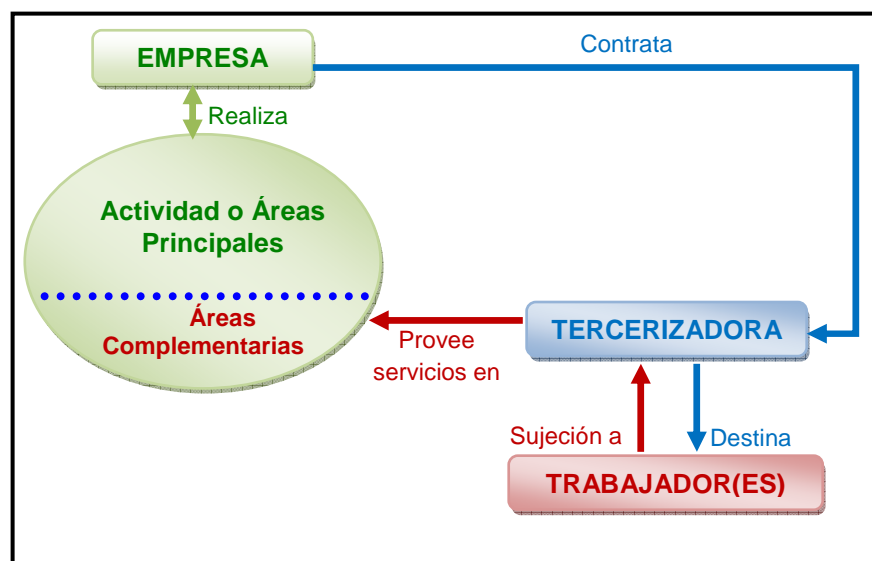 Contrata
EMPRESA
Realiza
Actividad o Áreas
Principales
Áreas
Complementarias
TERCERIZADORA
Provee
servicios en
Sujeción a
Destina
TRABAJADOR(ES)